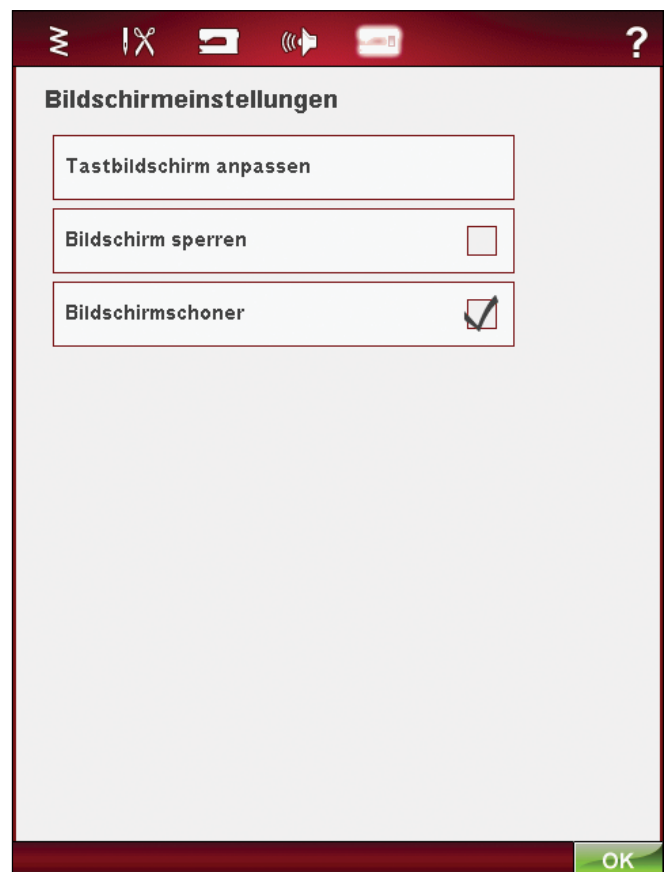 ?
Bildschirmeinstellungen
Tastbildschirm anpassen
Bildschirm sperren
Bildschirmschoner
OK